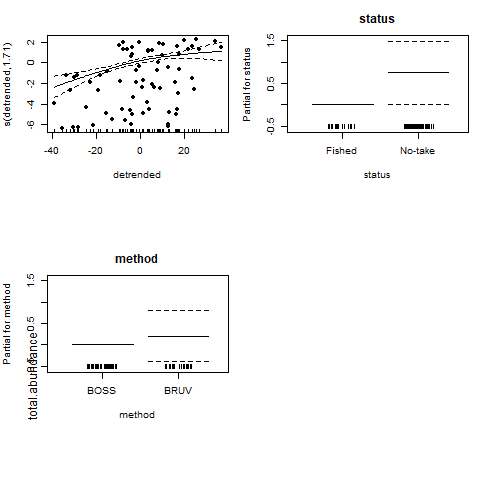 s(detrended,1.71)
2
0
-2
-4
-6
-40
-20
0
20
detrended
status
Partial for status
1.5
0.5
-0.5
Fished
No-take
status
method
Partial for method
1.5
0.5
total.abundance
BOSS
BRUV
method